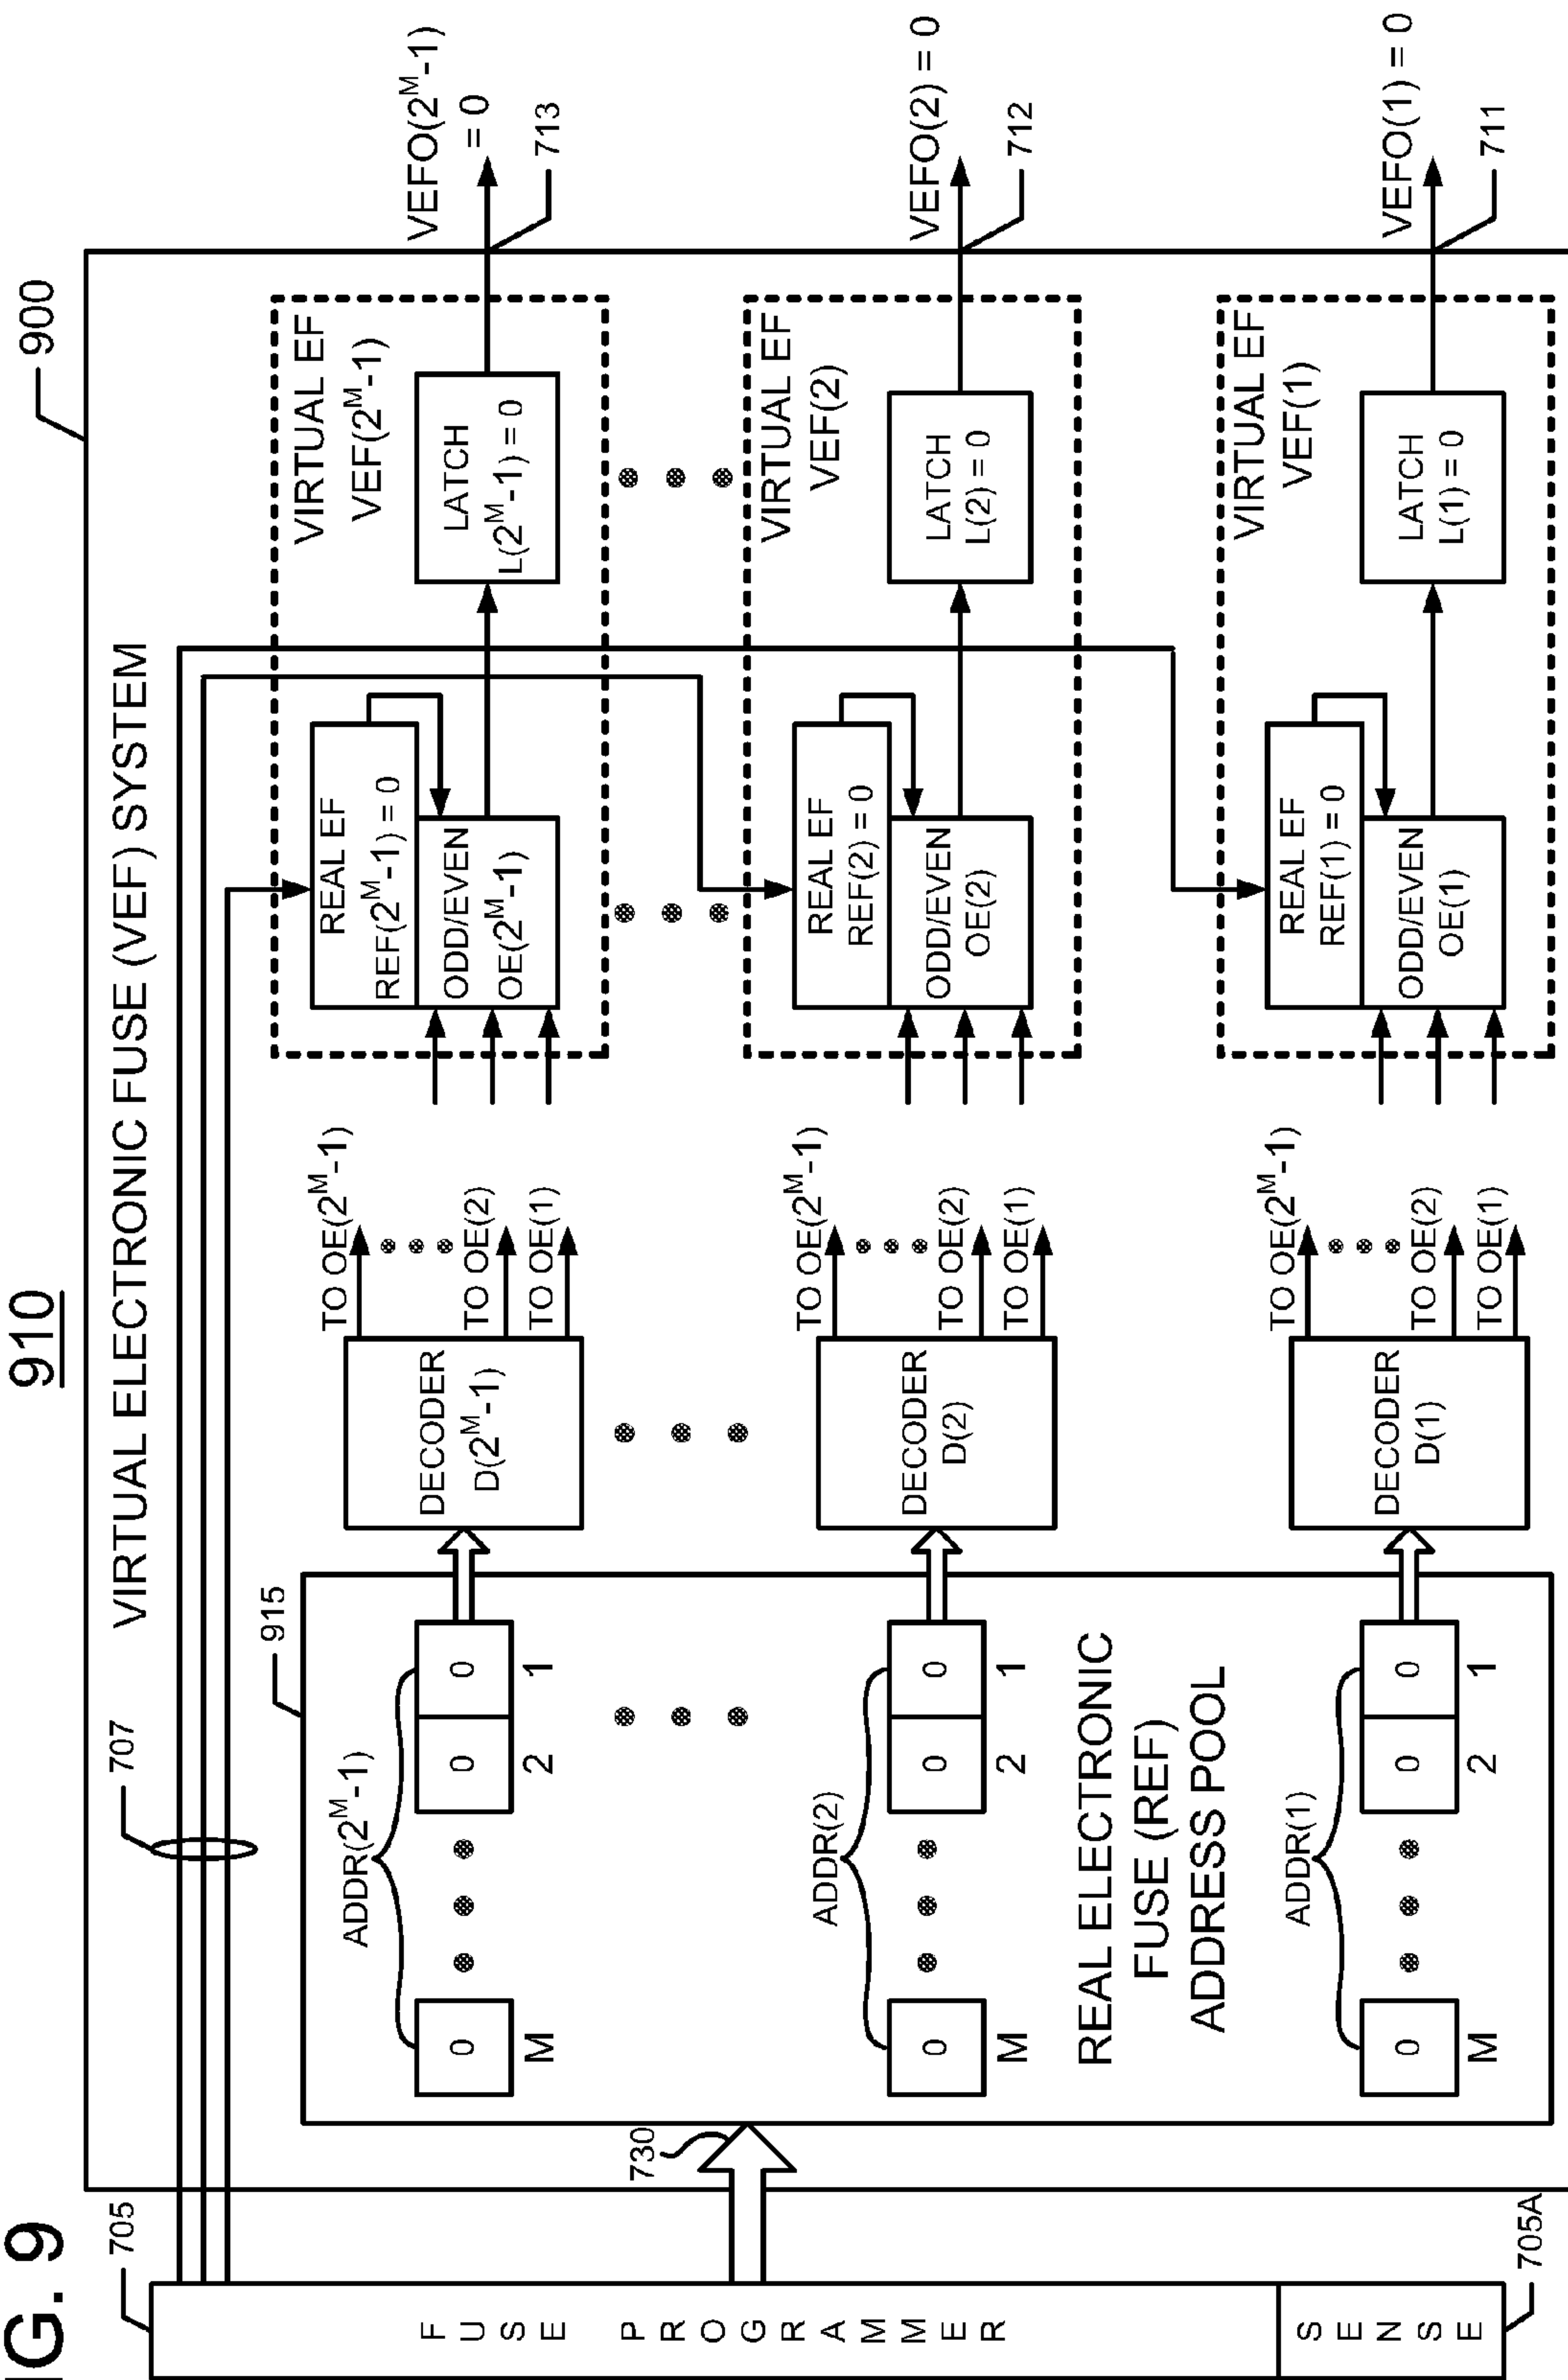 IG. 9
910
900
VIRTUAL ELECTRONIC FUSE (VEF) SYSTEM
705
FUSE PROGRAMMER
SENSE
705A
707
730
915
ADDR(2^M-1)
0
0
0
M
2
1
ADDR(2)
0
0
0
M
2
1
REAL ELECTRONIC
FUSE (REF)
ADDRESS POOL
ADDR(1)
0
0
0
M
2
1
DECODER
D(2^M-1)
TO OE(2^M-1)
TO OE(2)
TO OE(1)
DECODER
D(2)
TO OE(2^M-1)
TO OE(2)
TO OE(1)
DECODER
D(1)
TO OE(2^M-1)
TO OE(2)
TO OE(1)
VIRTUAL EF
VEF(2^M-1)
REAL EF
REF(2^M-1) = 0
ODD/EVEN
OE(2^M-1)
LATCH
L(2^M-1) = 0
VEFO(2^M-1)
= 0
713
VIRTUAL EF
VEF(2)
REAL EF
REF(2) = 0
ODD/EVEN
OE(2)
LATCH
L(2) = 0
VEFO(2) = 0
712
VIRTUAL EF
VEF(1)
REAL EF
REF(1) = 0
ODD/EVEN
OE(1)
LATCH
L(1) = 0
VEFO(1) = 0
711